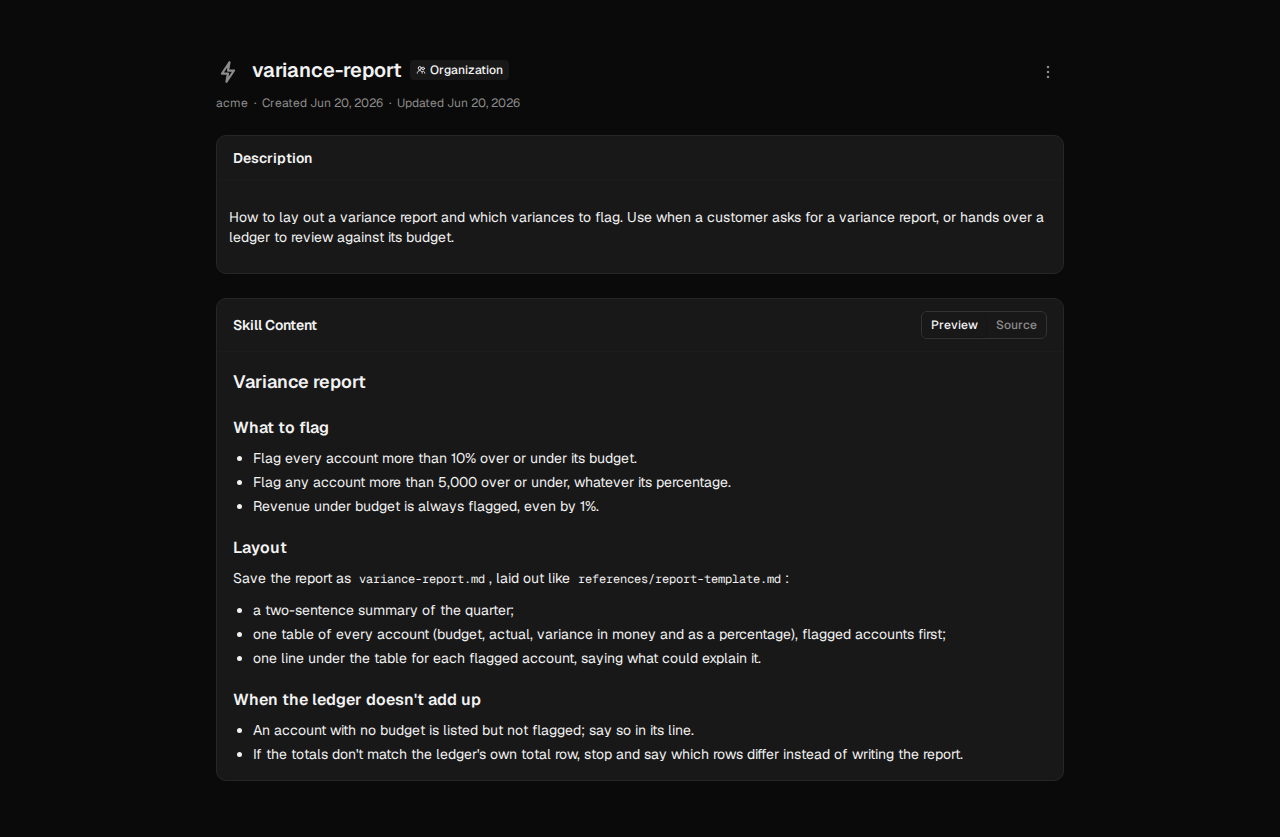 variance-report Organization
acme · Created Jun 20, 2026 · Updated Jun 20, 2026
Description
How to lay out a variance report and which variances to flag. Use when a customer asks for a variance report, or hands over a
ledger to review against its budget.
Skill Content Preview Source
Variance report
What to flag
• Flag every account more than 10% over or under its budget.
• Flag any account more than 5,000 over or under, whatever its percentage.
• Revenue under budget is always flagged, even by 1%.
Layout
Save the report as variance-report.md, laid out like references/report-template.md:
• a two-sentence summary of the quarter;
• one table of every account (budget, actual, variance in money and as a percentage), flagged accounts first;
• one line under the table for each flagged account, saying what could explain it.
When the ledger doesn't add up
• An account with no budget is listed but not flagged; say so in its line.
• If the totals don't match the ledger's own total row, stop and say which rows differ instead of writing the report.